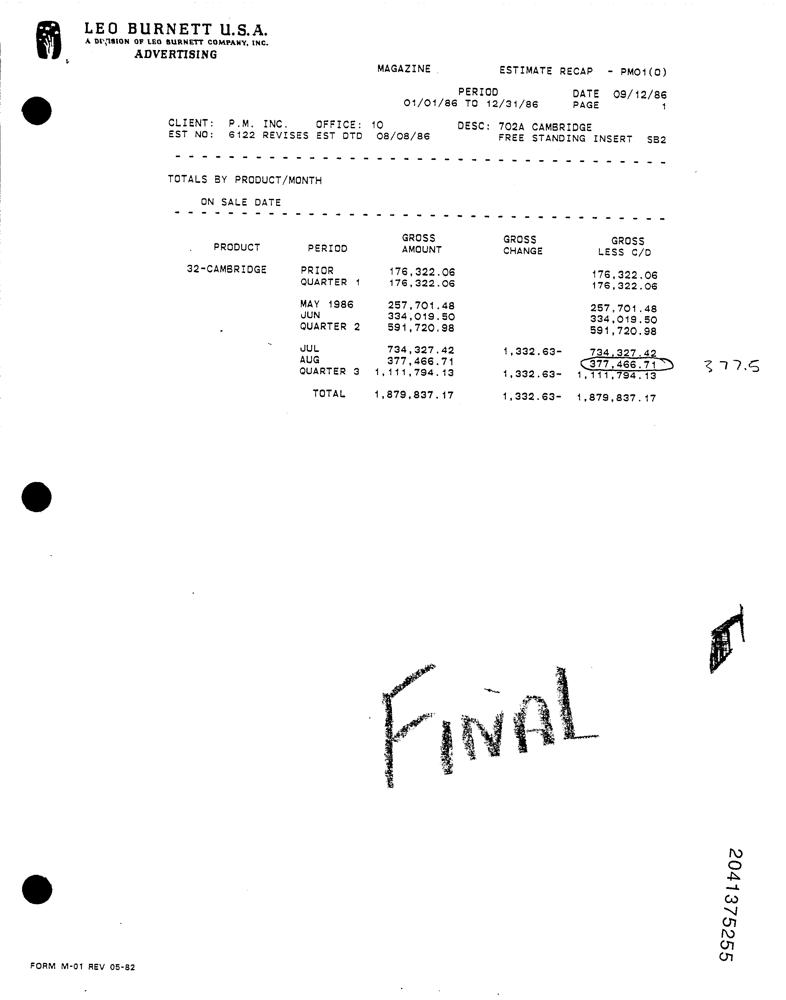 LEO BURNETT U.S.A.
A DIVISION OF LEO BURNETT COMPANY, INC.
ADVERTISING
MAGAZINE ESTIMATE RECAP - PM01(0)
PERIOD DATE 09/12/86
01/01/86 TO 12/31/86 PAGE 1
CLIENT: P.M. INC. OFFICE: 10 DESC: 702A CAMBRIDGE
EST NO: 6122 REVISES EST DTD 08/08/86 FREE STANDING INSERT SB2
TOTALS BY PRODUCT/MONTH
ON SALE DATE
GROSS GROSS GROSS
PRODUCT PERIOD AMOUNT CHANGE LESS C/D
32-CAMBRIDGE PRIOR 176,322.06 176,322.06
QUARTER 1 176,322.06 176,322.06
MAY 1986 257,701.48 257,701.48
JUN 334,019.50 334,019.50
QUARTER 2 591,720.98 591,720.98
JUL 734,327.42 1,332.63- 734,327.42
AUG 377,466.71 377,466.71 377.5
QUARTER 3 1,111,794.13 1,332.63- 1,111,794.13
TOTAL 1,879,837.17 1,332.63- 1,879,837.17
FINAL
2041375255
FORM M-01 REV 05-82